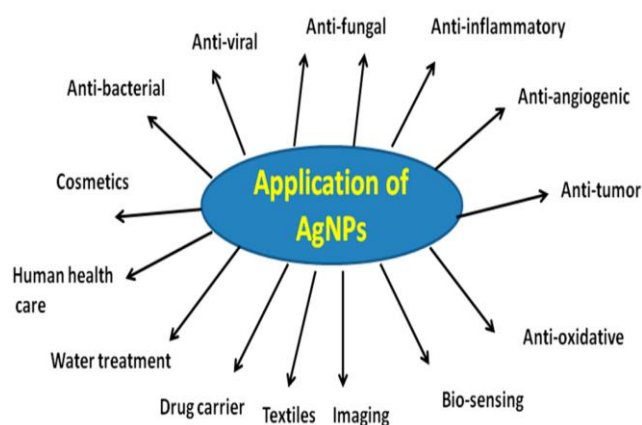 Anti-fungal
Anti-inflammatory
Anti-viral
Anti-bacterial
Anti-angiogenic
Application of
AgNPs
Cosmetics
Anti-tumor
Human health
care
Anti-oxidative
Water treatment
Drug carrier
Textiles
Imaging
Bio-sensing